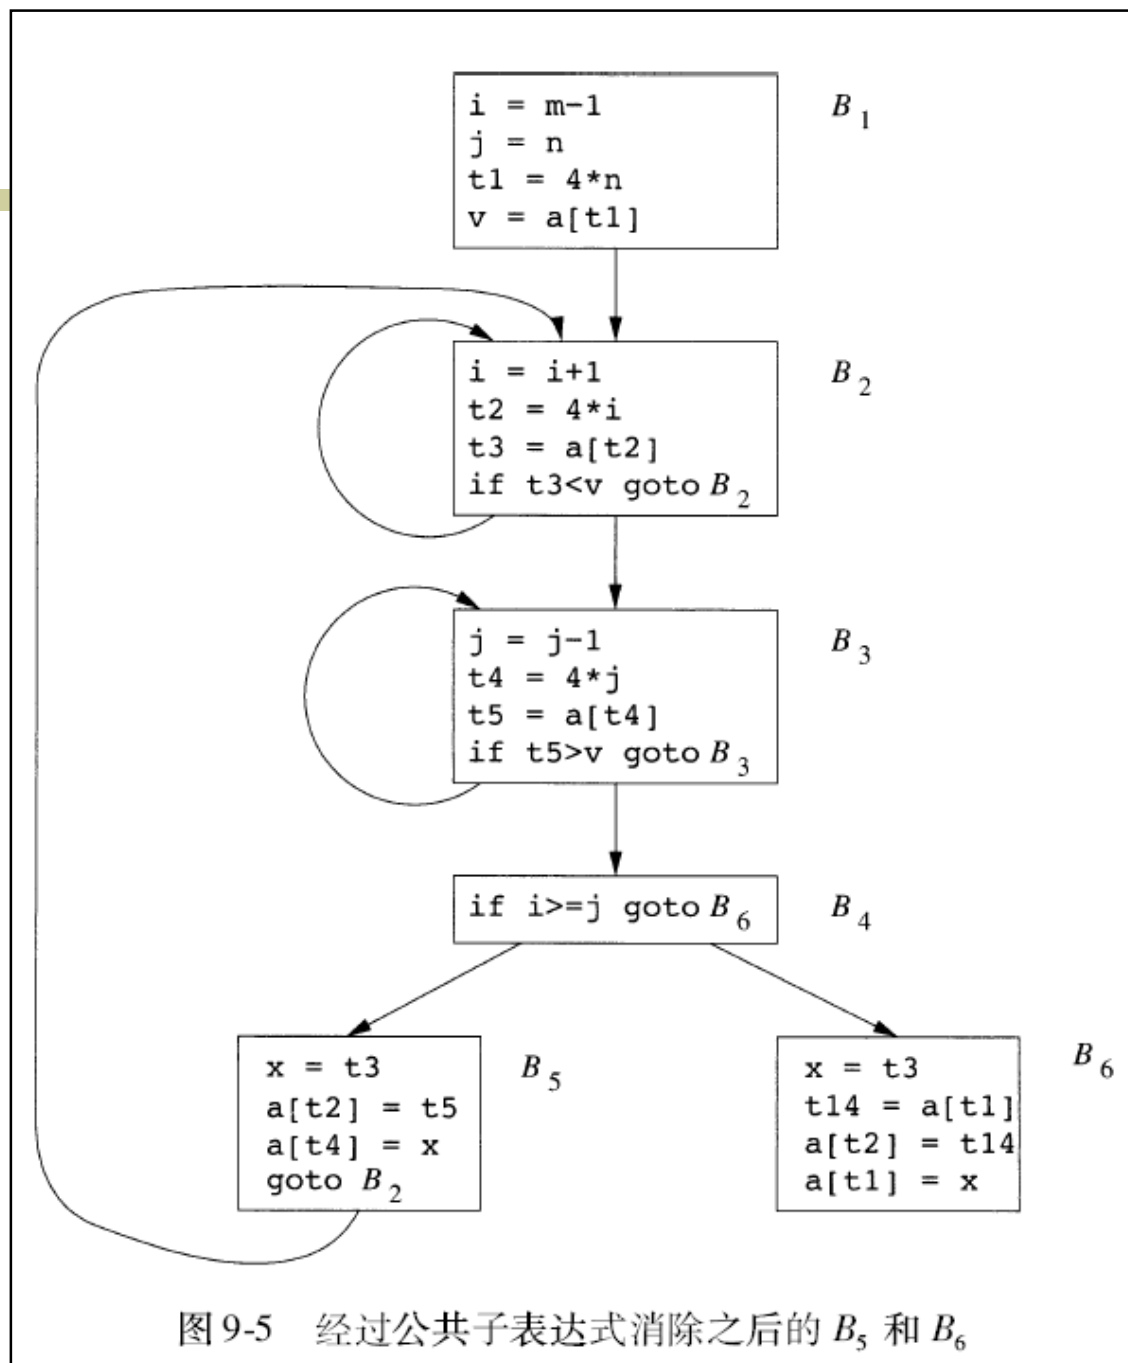 i = m-1
j = n
t1 = 4*n
v = a[t1]
B1
i = i+1
t2 = 4*i
t3 = a[t2]
if t3<v goto B2
B2
j = j-1
t4 = 4*j
t5 = a[t4]
if t5>v goto B3
B3
if i>=j goto B6
B4
x = t3
a[t2] = t5
a[t4] = x
goto B2
B5
x = t3
t14 = a[t1]
a[t2] = t14
a[t1] = x
B6
图 9-5 经过公共子表达式消除之后的 B5 和 B6